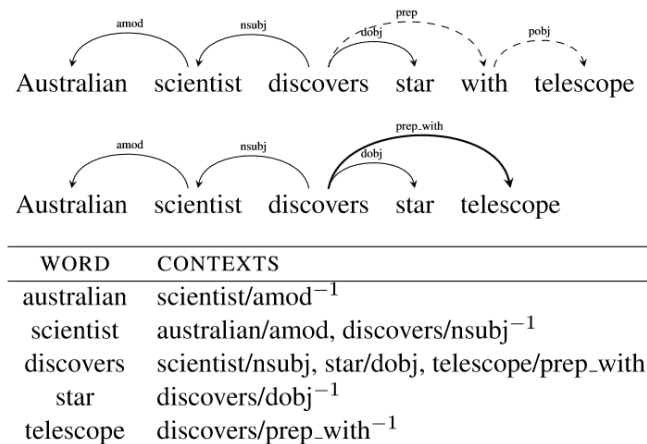 amod nsubj dobj prep pobj
Australian scientist discovers star with telescope
amod nsubj dobj prep_with
Australian scientist discovers star telescope
WORD CONTEXTS
australian scientist/amod⁻¹
scientist australian/amod, discovers/nsubj⁻¹
discovers scientist/nsubj, star/dobj, telescope/prep_with
star discovers/dobj⁻¹
telescope discovers/prep_with⁻¹